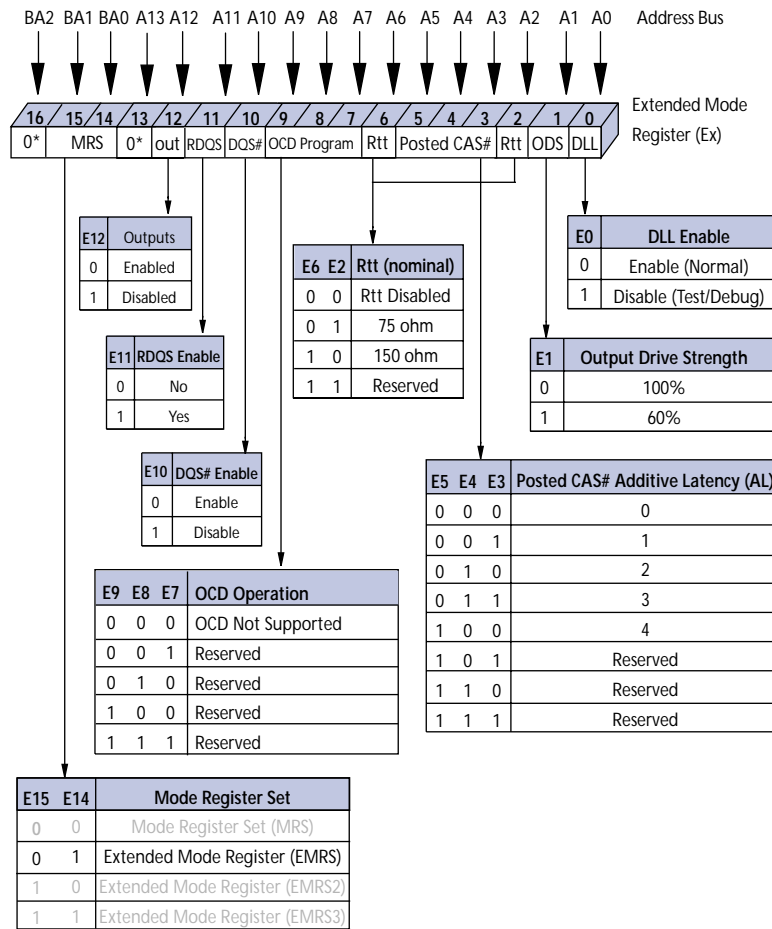 BA2 BA1 BA0 A13 A12 A11 A10 A9 A8 A7 A6 A5 A4 A3 A2 A1 A0 Address Bus
16 15 14 13 12 11 10 9 8 7 6 5 4 3 2 1 0
Extended Mode
Register (Ex)
0* MRS 0* out RDQS DQS# OCD Program Rtt Posted CAS# Rtt ODS DLL
E12 Outputs
0 Enabled
1 Disabled
E11 RDQS Enable
0 No
1 Yes
E10 DQS# Enable
0 Enable
1 Disable
E6 E2 Rtt (nominal)
0 0 Rtt Disabled
0 1 75 ohm
1 0 150 ohm
1 1 Reserved
E0 DLL Enable
0 Enable (Normal)
1 Disable (Test/Debug)
E1 Output Drive Strength
0 100%
1 60%
E5 E4 E3 Posted CAS# Additive Latency (AL)
0 0 0 0
0 0 1 1
0 1 0 2
0 1 1 3
1 0 0 4
1 0 1 Reserved
1 1 0 Reserved
1 1 1 Reserved
E9 E8 E7 OCD Operation
0 0 0 OCD Not Supported
0 0 1 Reserved
0 1 0 Reserved
1 0 0 Reserved
1 1 1 Reserved
E15 E14 Mode Register Set
0 0 Mode Register Set (MRS)
0 1 Extended Mode Register (EMRS)
1 0 Extended Mode Register (EMRS2)
1 1 Extended Mode Register (EMRS3)